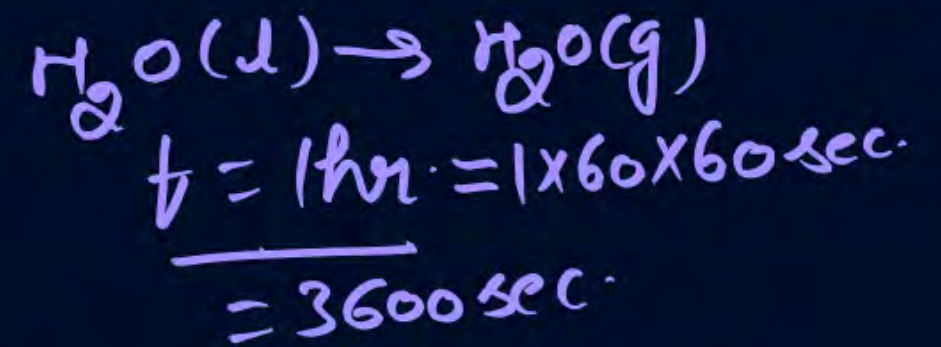 H₂O(l) → H₂O(g)
t = 1hr. = 1×60×60 sec.
= 3600 sec.